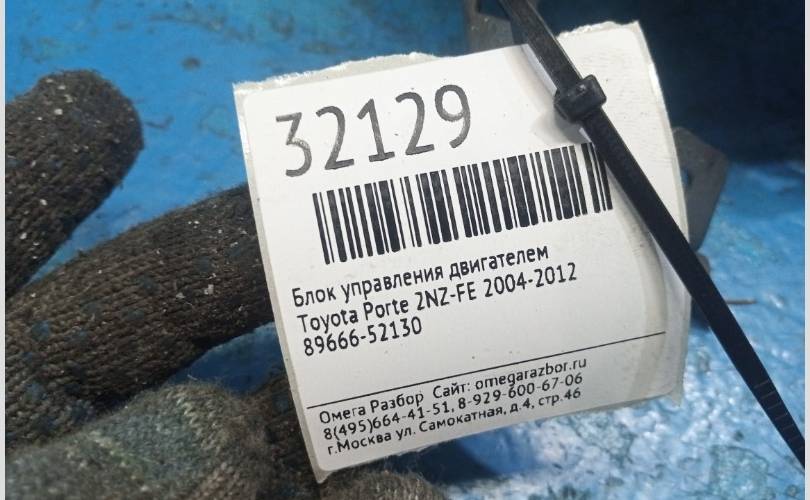 32129
Блок управления двигателем
Toyota Porte 2NZ-FE 2004-2012
89666-52130
Омега Разбор Сайт: omegarazbor.ru
8(495)664-41-51, 8-929-600-67-06
г.Москва ул. Самокатная, д.4, стр.46